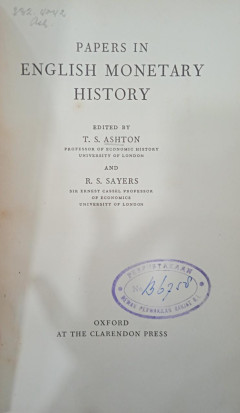 PAPERS IN
ENGLISH MONETARY
HISTORY
EDITED BY
T. S. ASHTON
PROFESSOR OF ECONOMIC HISTORY
UNIVERSITY OF LONDON
AND
R. S. SAYERS
SIR ERNEST CASSEL PROFESSOR
OF ECONOMICS
UNIVERSITY OF LONDON
PERPUSTAKAAN
OXFORD
AT THE CLARENDON PRESS